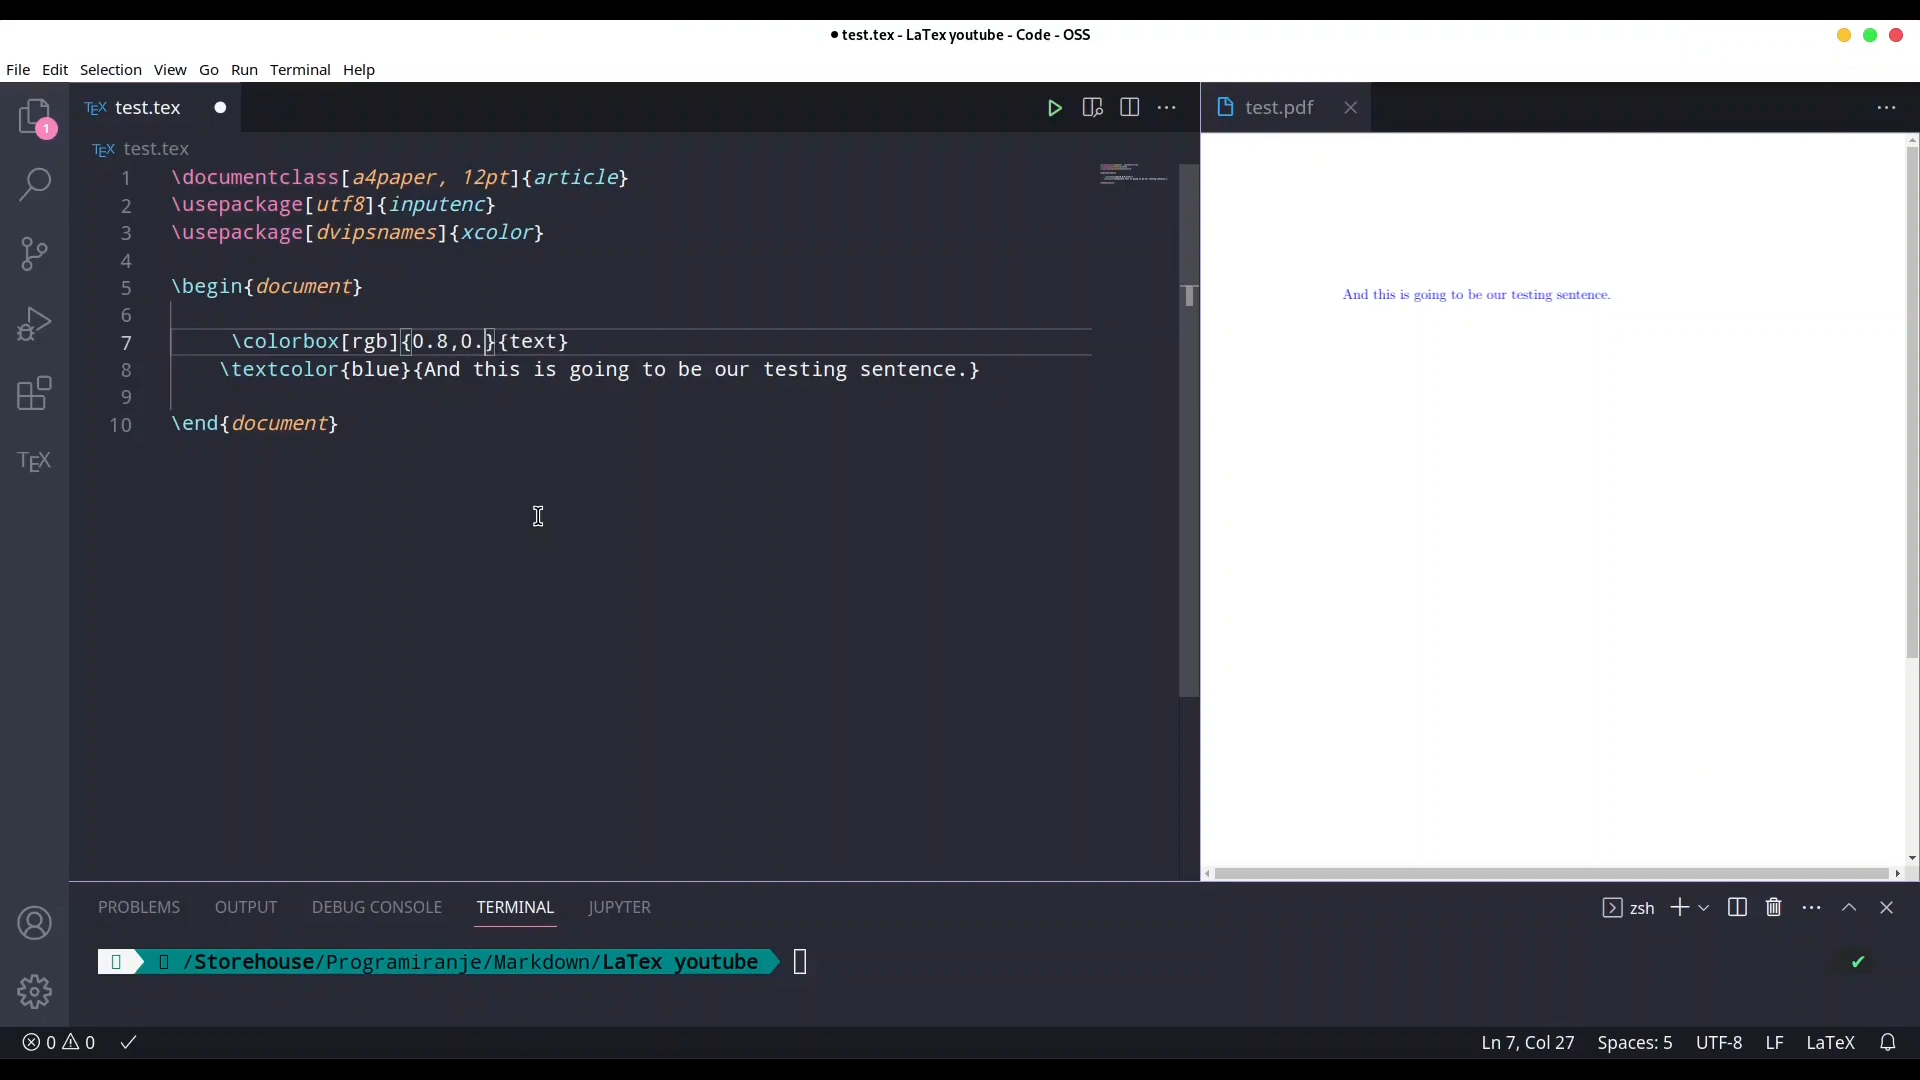 ● test.tex - LaTex youtube - Code - OSS
File Edit Selection View Go Run Terminal Help
TEX test.tex
test.pdf
1
TEX test.tex
1 \documentclass[a4paper, 12pt]{article}
2 \usepackage[utf8]{inputenc}
3 \usepackage[dvipsnames]{xcolor}
4
5 \begin{document}
6
7 \colorbox[rgb]{0.8,0.}{text}
8 \textcolor{blue}{And this is going to be our testing sentence.}
9
10 \end{document}
TEX
And this is going to be our testing sentence.
PROBLEMS OUTPUT DEBUG CONSOLE TERMINAL JUPYTER
zsh
/Storehouse/Programiranje/Markdown/LaTex youtube
0 0
Ln 7, Col 27 Spaces: 5 UTF-8 LF LaTeX